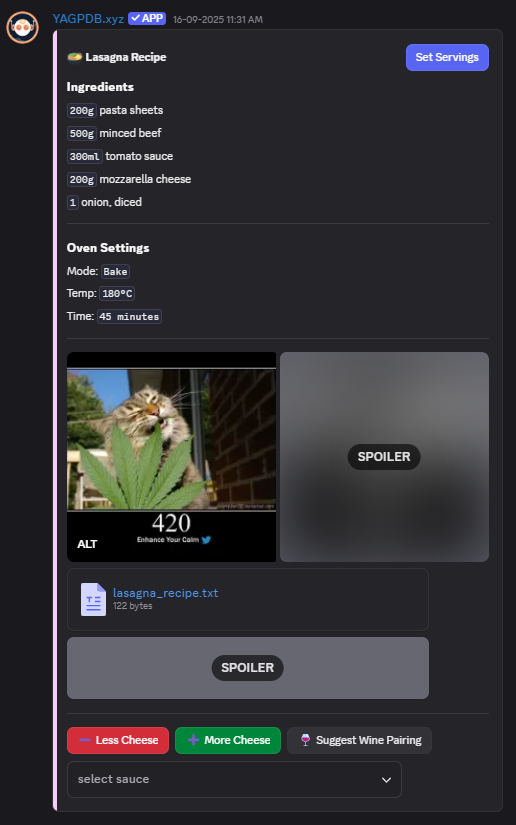 YAGPDB.xyz ✓ APP 16-09-2025 11:31 AM
Lasagna Recipe
Set Servings
Ingredients
200g pasta sheets
500g minced beef
300ml tomato sauce
200g mozzarella cheese
1 onion, diced
Oven Settings
Mode: Bake
Temp: 180ºC
Time: 45 minutes
420
Enhance Your Calm
ALT
SPOILER
lasagna_recipe.txt
122 bytes
SPOILER
Less Cheese
More Cheese
Suggest Wine Pairing
select sauce